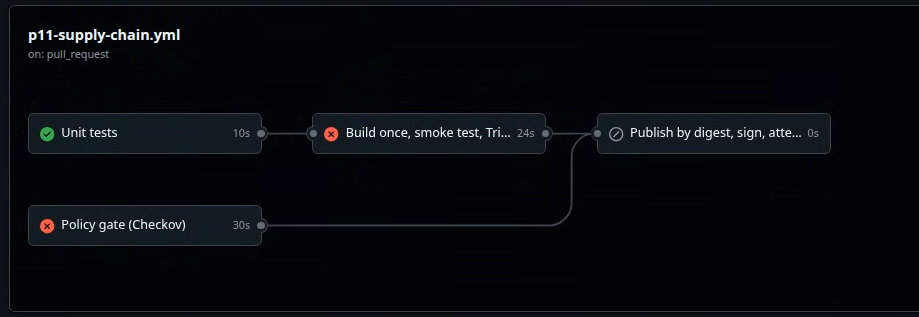 p11-supply-chain.yml
on: pull_request
Unit tests 10s
Build once, smoke test, Tri... 24s
Publish by digest, sign, atte... 0s
Policy gate (Checkov) 30s